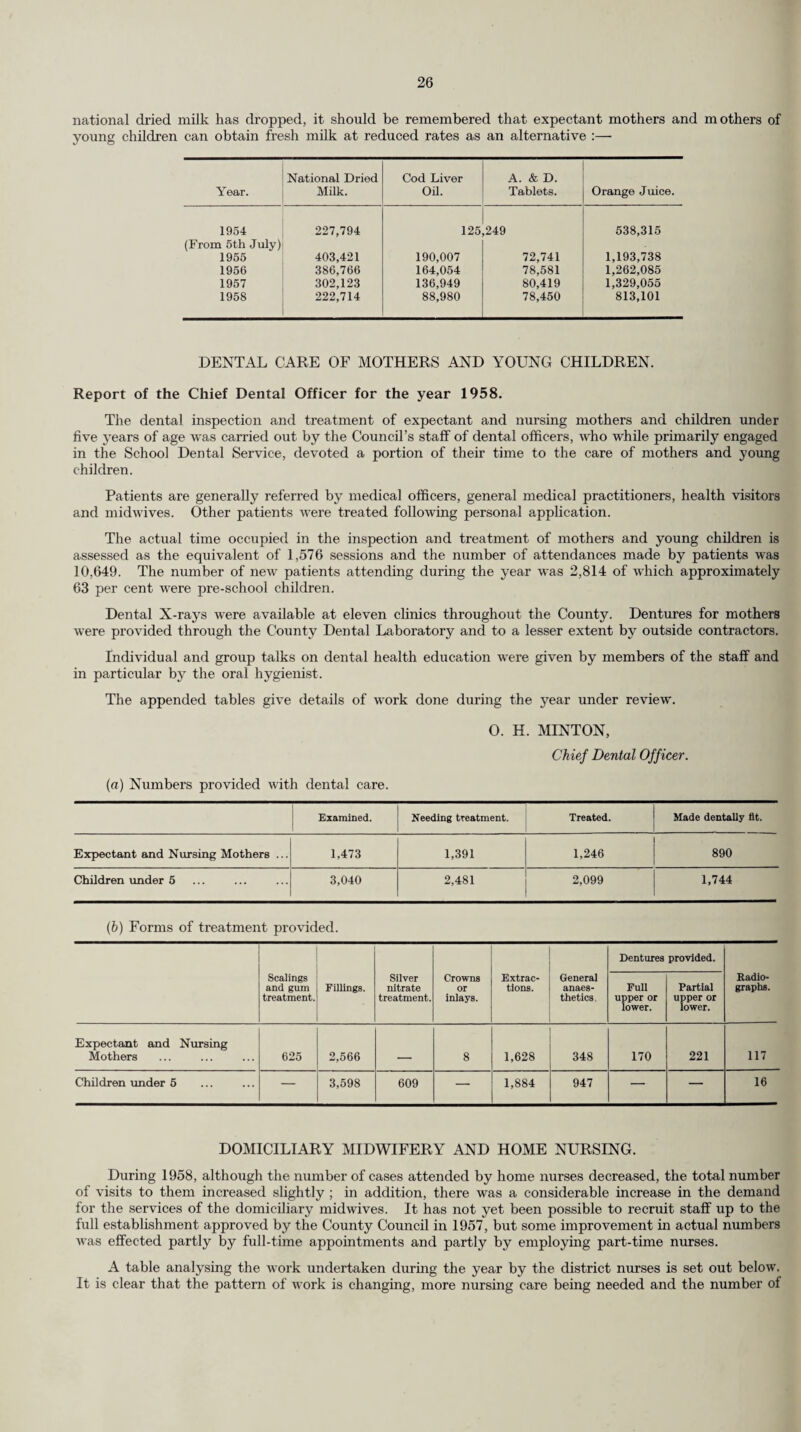 26
national dried milk has dropped, it should be remembered that expectant mothers and mothers of
young children can obtain fresh milk at reduced rates as an alternative :—
Year. National Dried Milk. Cod Liver Oil. A. & D. Tablets. Orange Juice.
1954 227,794 125,249 538,315
(From 5th July)
1955 403,421 190,007 72,741 1,193,738
1956 386,766 164,054 78,581 1,262,085
1957 302,123 136,949 80,419 1,329,055
1958 222,714 88,980 78,450 813,101
DENTAL CARE OF MOTHERS AND YOUNG CHILDREN.
Report of the Chief Dental Officer for the year 1958.
The dental inspection and treatment of expectant and nursing mothers and children under
five years of age was carried out by the Council's staff of dental officers, who while primarily engaged
in the School Dental Service, devoted a portion of their time to the care of mothers and young
children.
Patients are generally referred by medical officers, general medical practitioners, health visitors
and midwives. Other patients were treated following personal application.
The actual time occupied in the inspection and treatment of mothers and young children is
assessed as the equivalent of 1,576 sessions and the number of attendances made by patients was
10,649. The number of new patients attending during the year was 2,814 of which approximately
63 per cent were pre-school children.
Dental X-rays were available at eleven clinics throughout the County. Dentures for mothers
were provided through the County Dental Laboratory and to a lesser extent by outside contractors.
Individual and group talks on dental health education were given by members of the staff and
in particular by the oral hygienist.
The appended tables give details of work done during the year under review.
O. H. MINTON,
Chief Dental Officer.
(a) Numbers provided with dental care.
Examined. Needing treatment. Treated. Made dentally fit.
Expectant and Nursing Mothers ... 1,473 1,391 1,246 890
Children under 5 ... ... ... 3,040 2,481 2,099 1,744
(b) Forms of treatment provided.
Scalings and gum treatment. Fillings. Silver nitrate treatment. Crowns or inlays. Extrac- tions. General anaes- thetics. Dentures provided. Full upper or lower. Partial upper or lower. Radio- graphs.
Expectant and Nursing
Mothers ... ... ... 625 2,566 — 8 1,628 348 170 221 117
Children under 5 ... ... — 3,598 609 — 1,884 947 — — 16
DOMICILIARY MIDWIFERY AND HOME NURSING.
During 1958, although the number of cases attended by home nurses decreased, the total number
of visits to them increased slightly ; in addition, there was a considerable increase in the demand
for the services of the domiciliary midwives. It has not yet been possible to recruit staff up to the
full establishment approved by the County Council in 1957, but some improvement in actual numbers
was effected partly by full-time appointments and partly by employing part-time nurses.
A table analysing the work undertaken during the year by the district nurses is set out below.
It is clear that the pattern of work is changing, more nursing care being needed and the number of